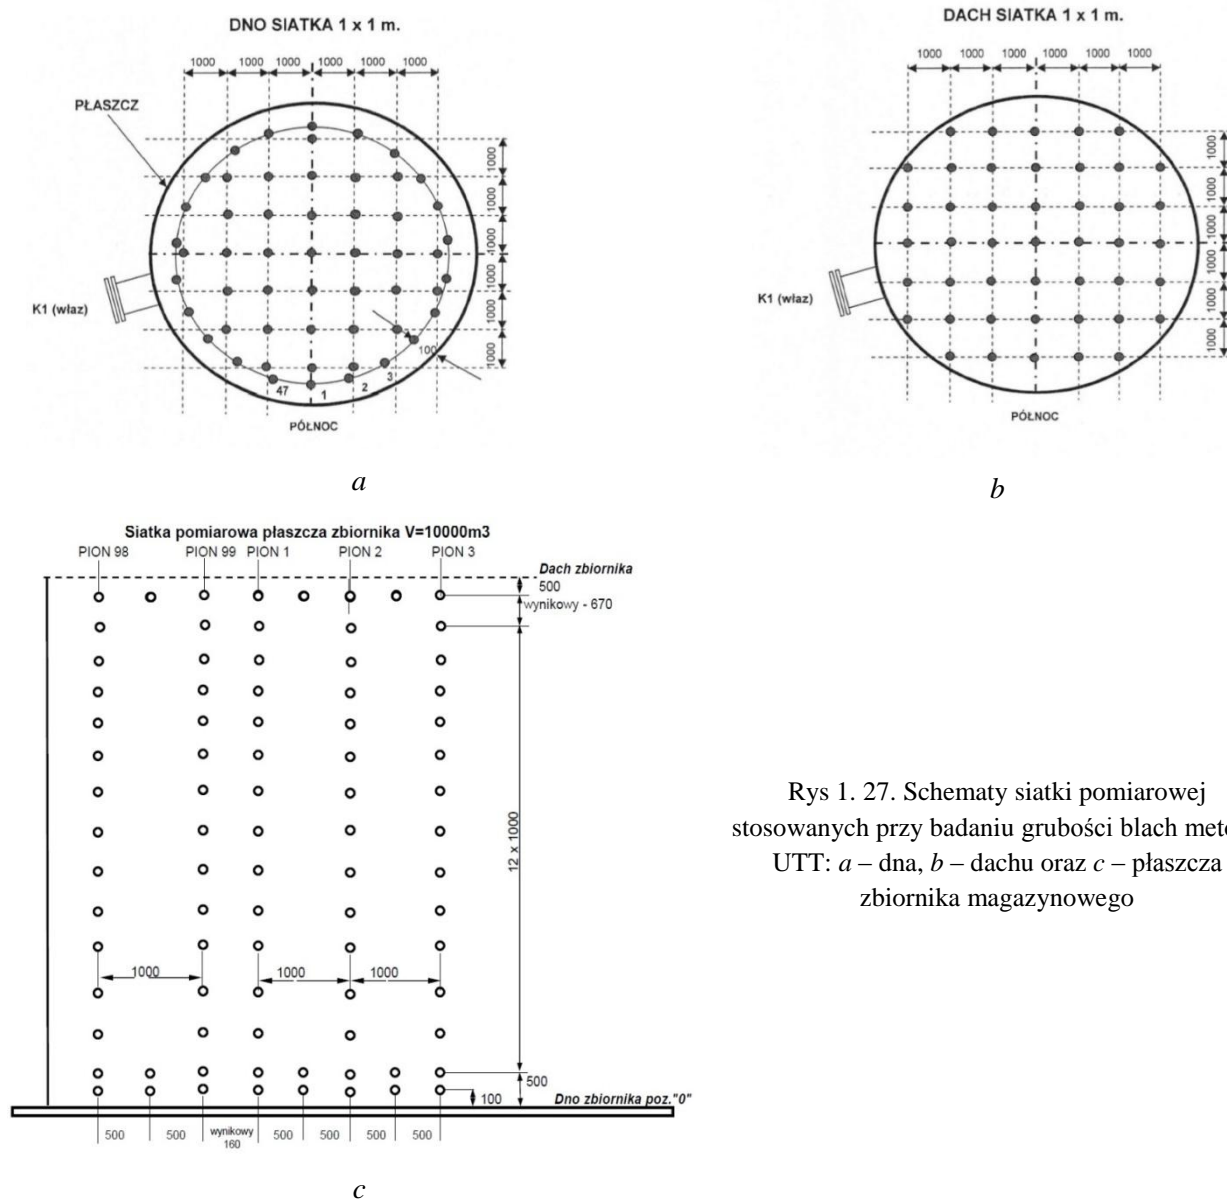 DNO SIATKA 1 x 1 m.
1000 1000 1000 1000 1000 1000
PŁASZCZ
1000
1000
1000
1000
1000
1000
K1 (właz)
100
47 1 2 3
PÓŁNOC
a
DACH SIATKA 1 x 1 m.
1000 1000 1000 1000 1000 1000
1000
1000
1000
1000
1000
1000
K1 (właz)
PÓŁNOC
b
Siatka pomiarowa płaszcza zbiornika V=10000m3
PION 98 PION 99 PION 1 PION 2 PION 3
Dach zbiornika
500
wynikowy - 670
12 x 1000
1000 1000 1000
500
100
Dno zbiornika poz."0"
500 500 wynikowy 500 500 500 500
160
c
Rys 1. 27. Schematy siatki pomiarowej
stosowanych przy badaniu grubości blach
UTT: a – dna, b – dachu oraz c – płaszcza
zbiornika magazynowego